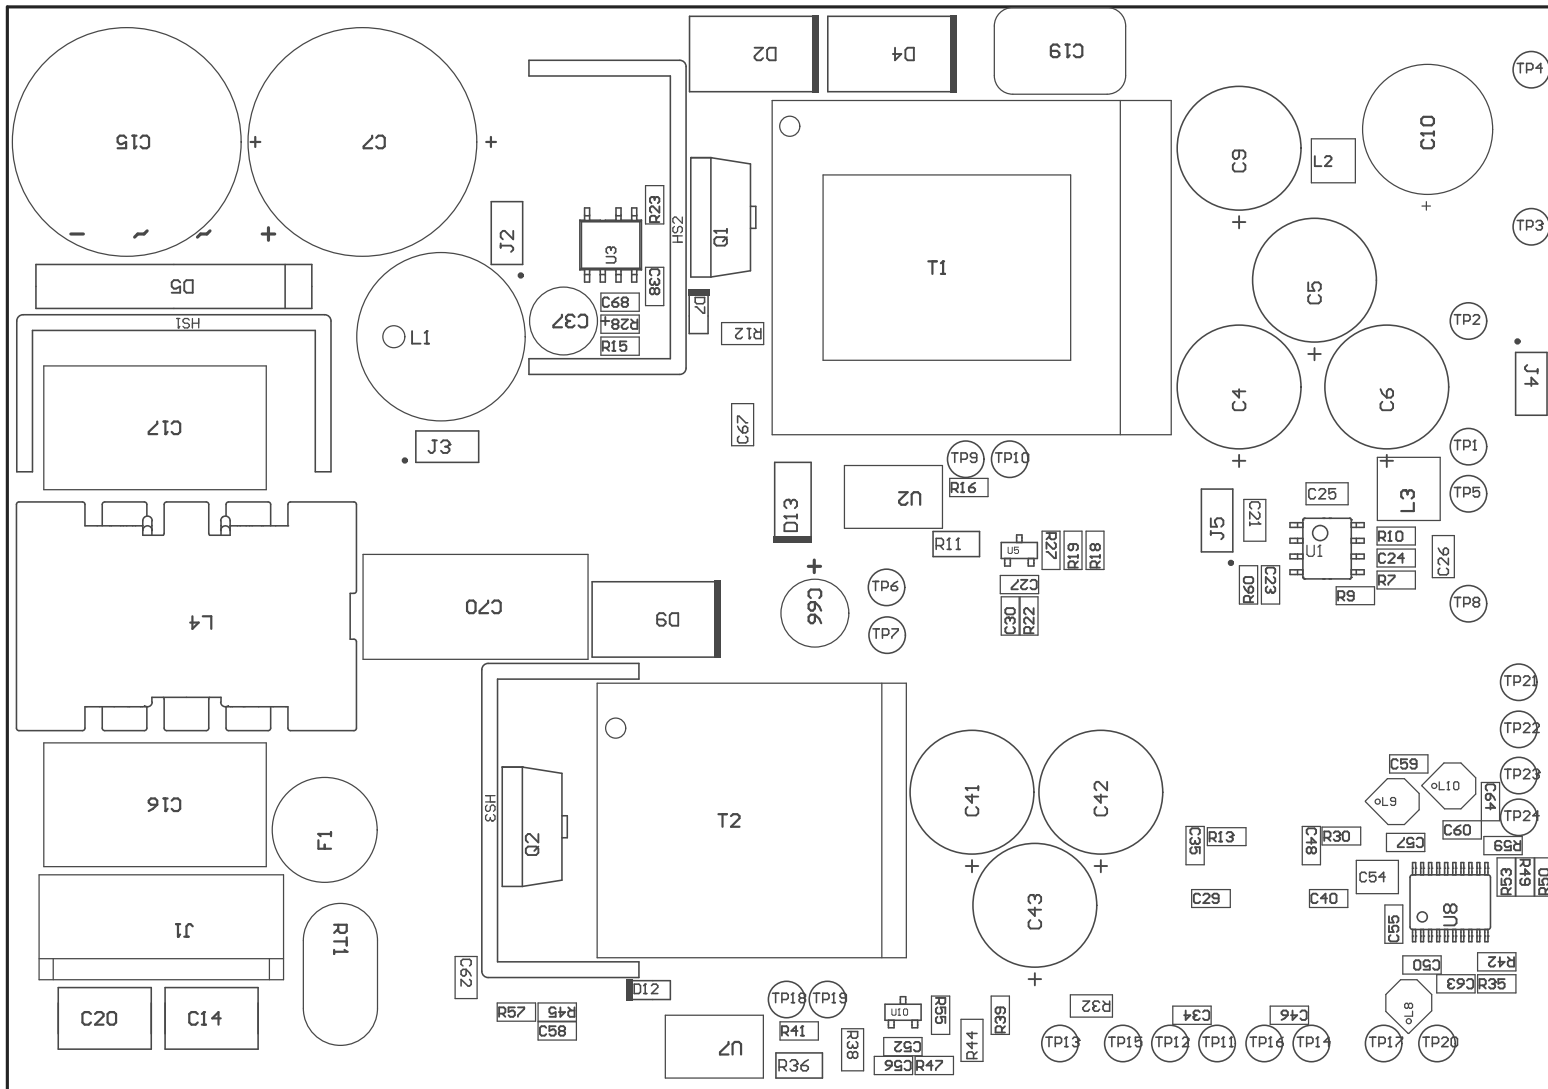 D2
D4
C19
TP4
C15
+
C7
+
C9
L2
C10
+
+
R23
HS2
Q1
U3
J2
TP3
−
~
~
+
T1
C5
D5
C38
C68
D7
HS1
L1
C37
+
R28
R15
R12
TP2
+
J4
C17
J3
C67
C4
C6
+
+
TP1
TP9
TP10
R16
U2
D13
C25
L3
TP5
C21
J5
R11
U5
R27
R19
R18
U1
R10
C24
R7
C26
+
C66
TP6
TP7
C27
C30
R22
R60
C23
R9
TP8
L4
C70
D9
TP21
TP22
C59
L10
L9
TP23
C64
TP24
C16
F1
HS3
Q2
T2
C41
C42
+
+
C35
R13
C48
R30
C57
C60
R59
C43
+
C29
C40
C54
R53
R49
R50
U8
C55
J1
RT1
C62
D12
C50
R42
C63
R35
C20
C14
R57
R45
C58
TP18
TP19
U10
R55
R39
R32
C34
C46
L8
U7
R41
R36
R38
C52
C56
R47
R44
TP13
TP15
TP12
TP11
TP16
TP14
TP17
TP20